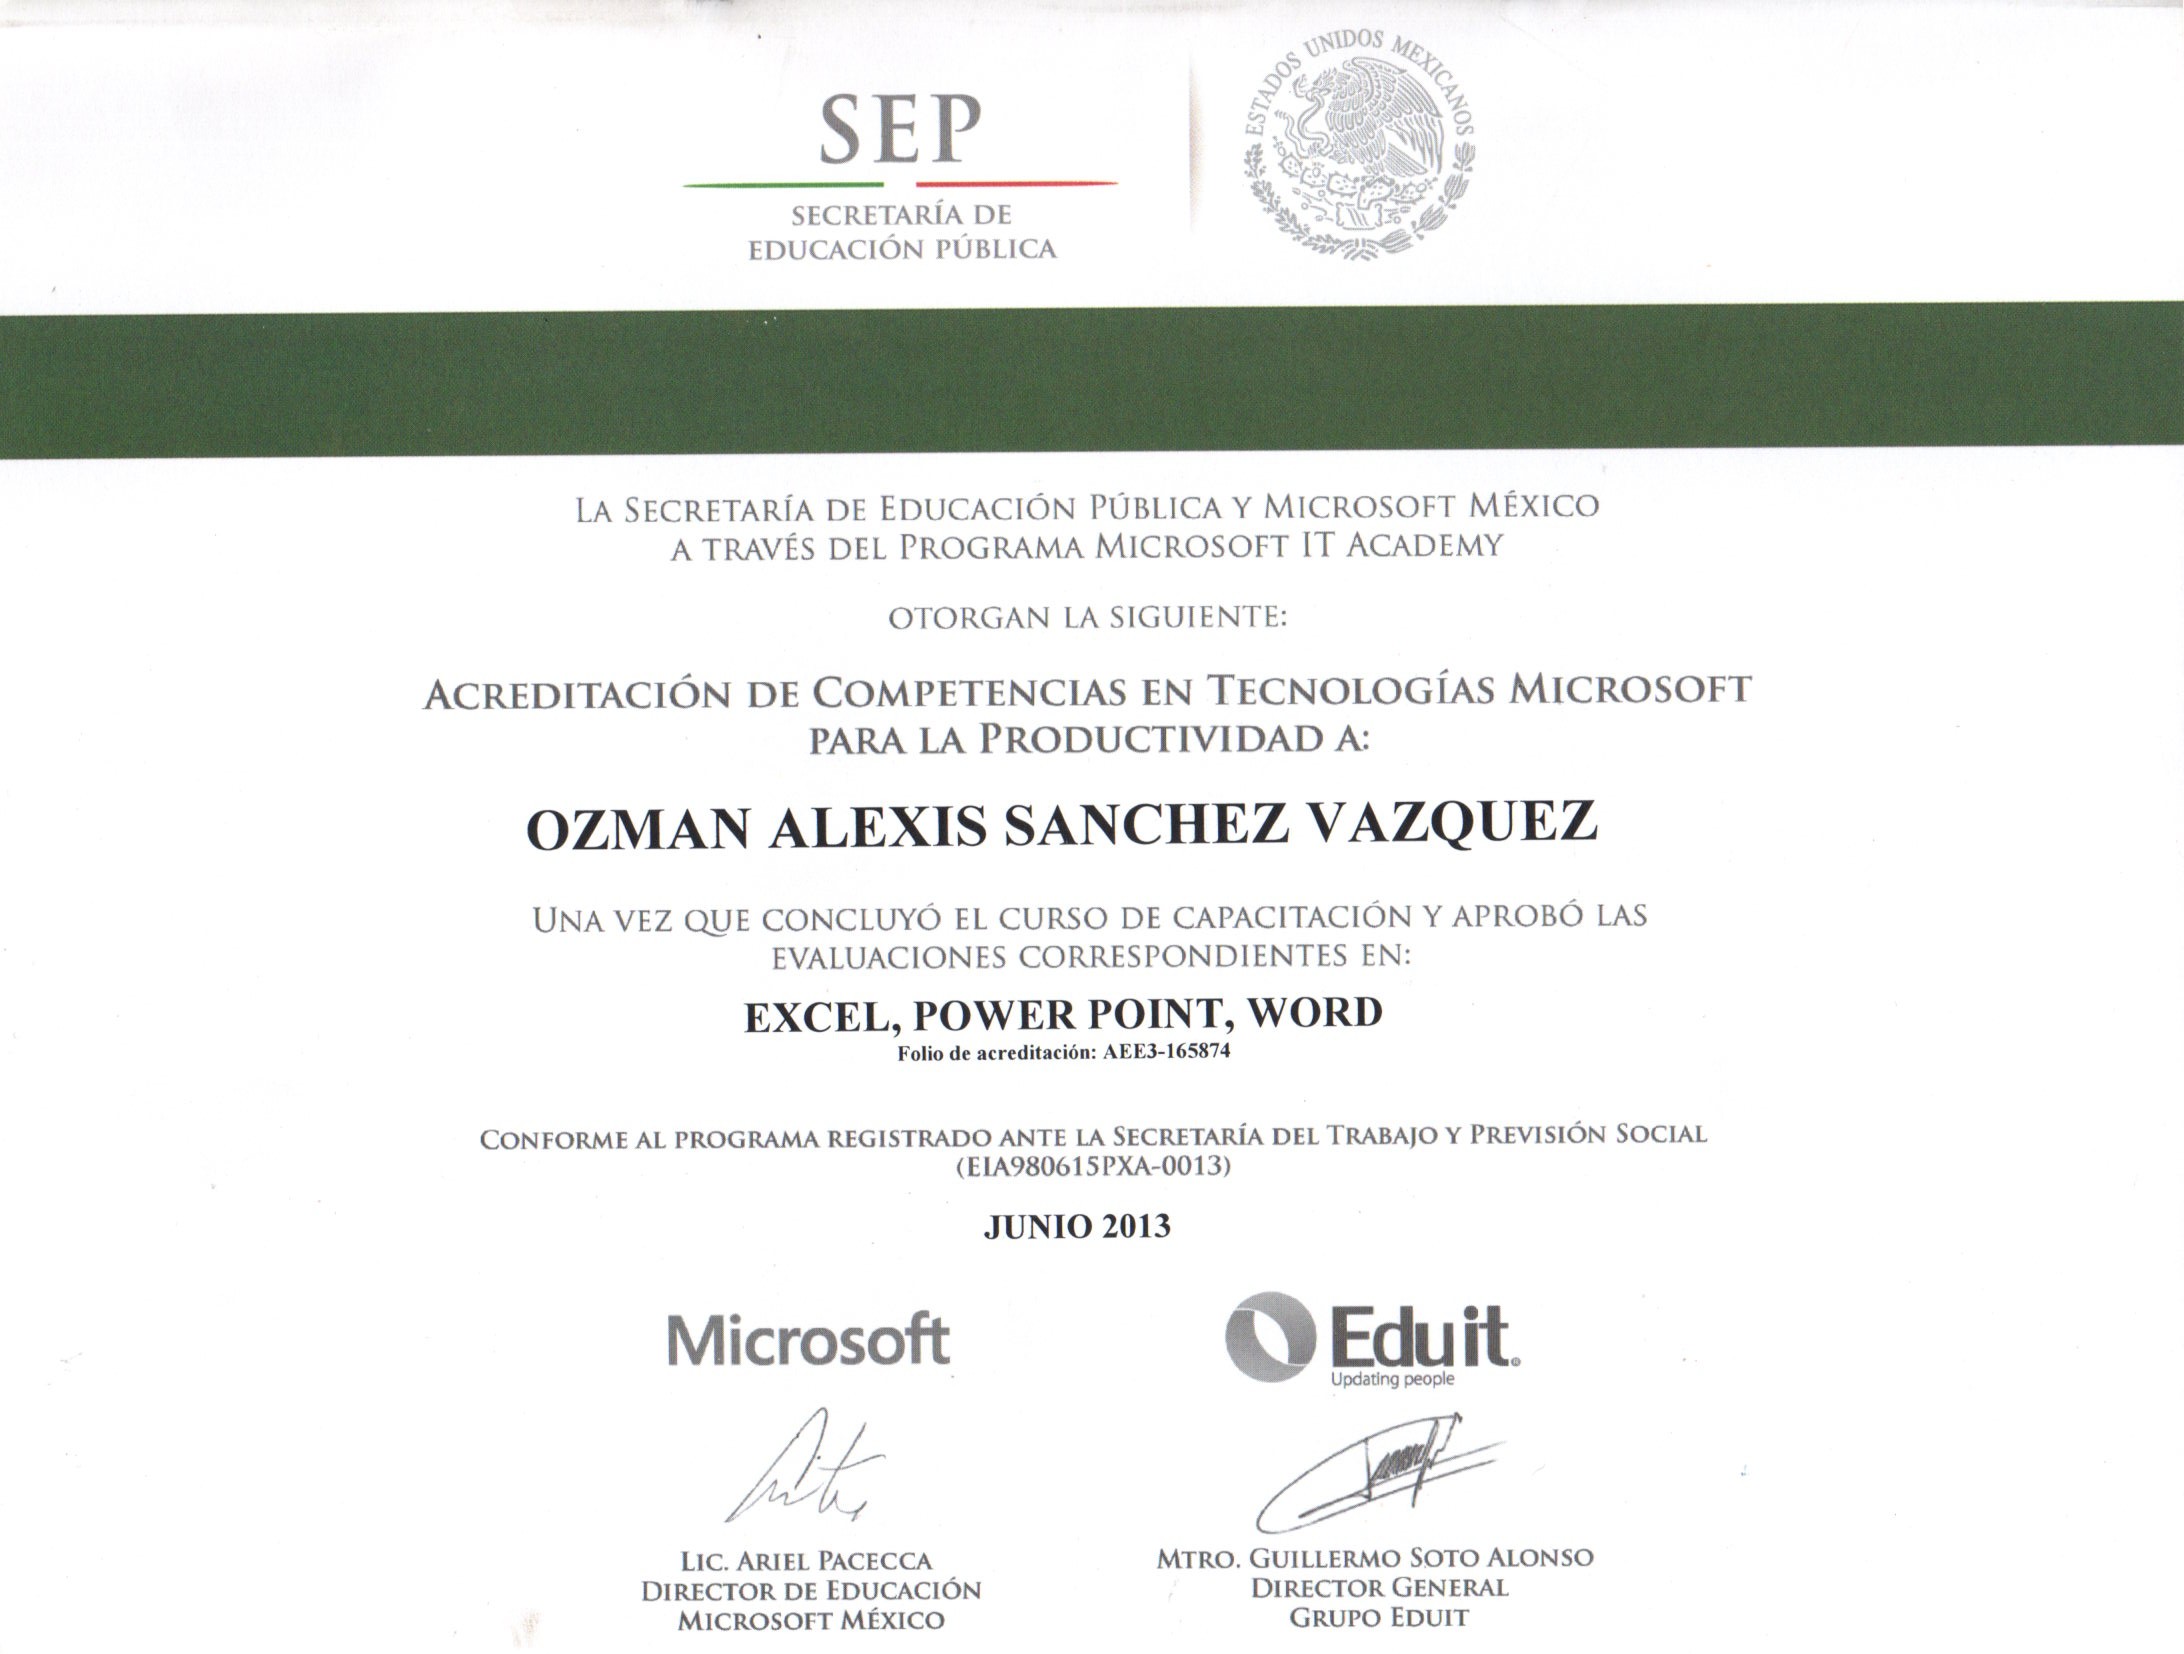 SEP
SECRETARÍA DE
EDUCACIÓN PÚBLICA
ESTADOS UNIDOS MEXICANOS
LA SECRETARÍA DE EDUCACIÓN PÚBLICA Y MICROSOFT MÉXICO
A TRAVÉS DEL PROGRAMA MICROSOFT IT ACADEMY
OTORGAN LA SIGUIENTE:
ACREDITACIÓN DE COMPETENCIAS EN TECNOLOGÍAS MICROSOFT
PARA LA PRODUCTIVIDAD A:
OZMAN ALEXIS SANCHEZ VAZQUEZ
UNA VEZ QUE CONCLUYÓ EL CURSO DE CAPACITACIÓN Y APROBÓ LAS
EVALUACIONES CORRESPONDIENTES EN:
EXCEL, POWER POINT, WORD
Folio de acreditación: AEE3-165874
CONFORME AL PROGRAMA REGISTRADO ANTE LA SECRETARÍA DEL TRABAJO Y PREVISIÓN SOCIAL
(EIA980615PXA-0013)
JUNIO 2013
Microsoft
Eduit®
Updating people
LIC. ARIEL PACECCA
DIRECTOR DE EDUCACIÓN
MICROSOFT MÉXICO
MTRO. GUILLERMO SOTO ALONSO
DIRECTOR GENERAL
GRUPO EDUIT